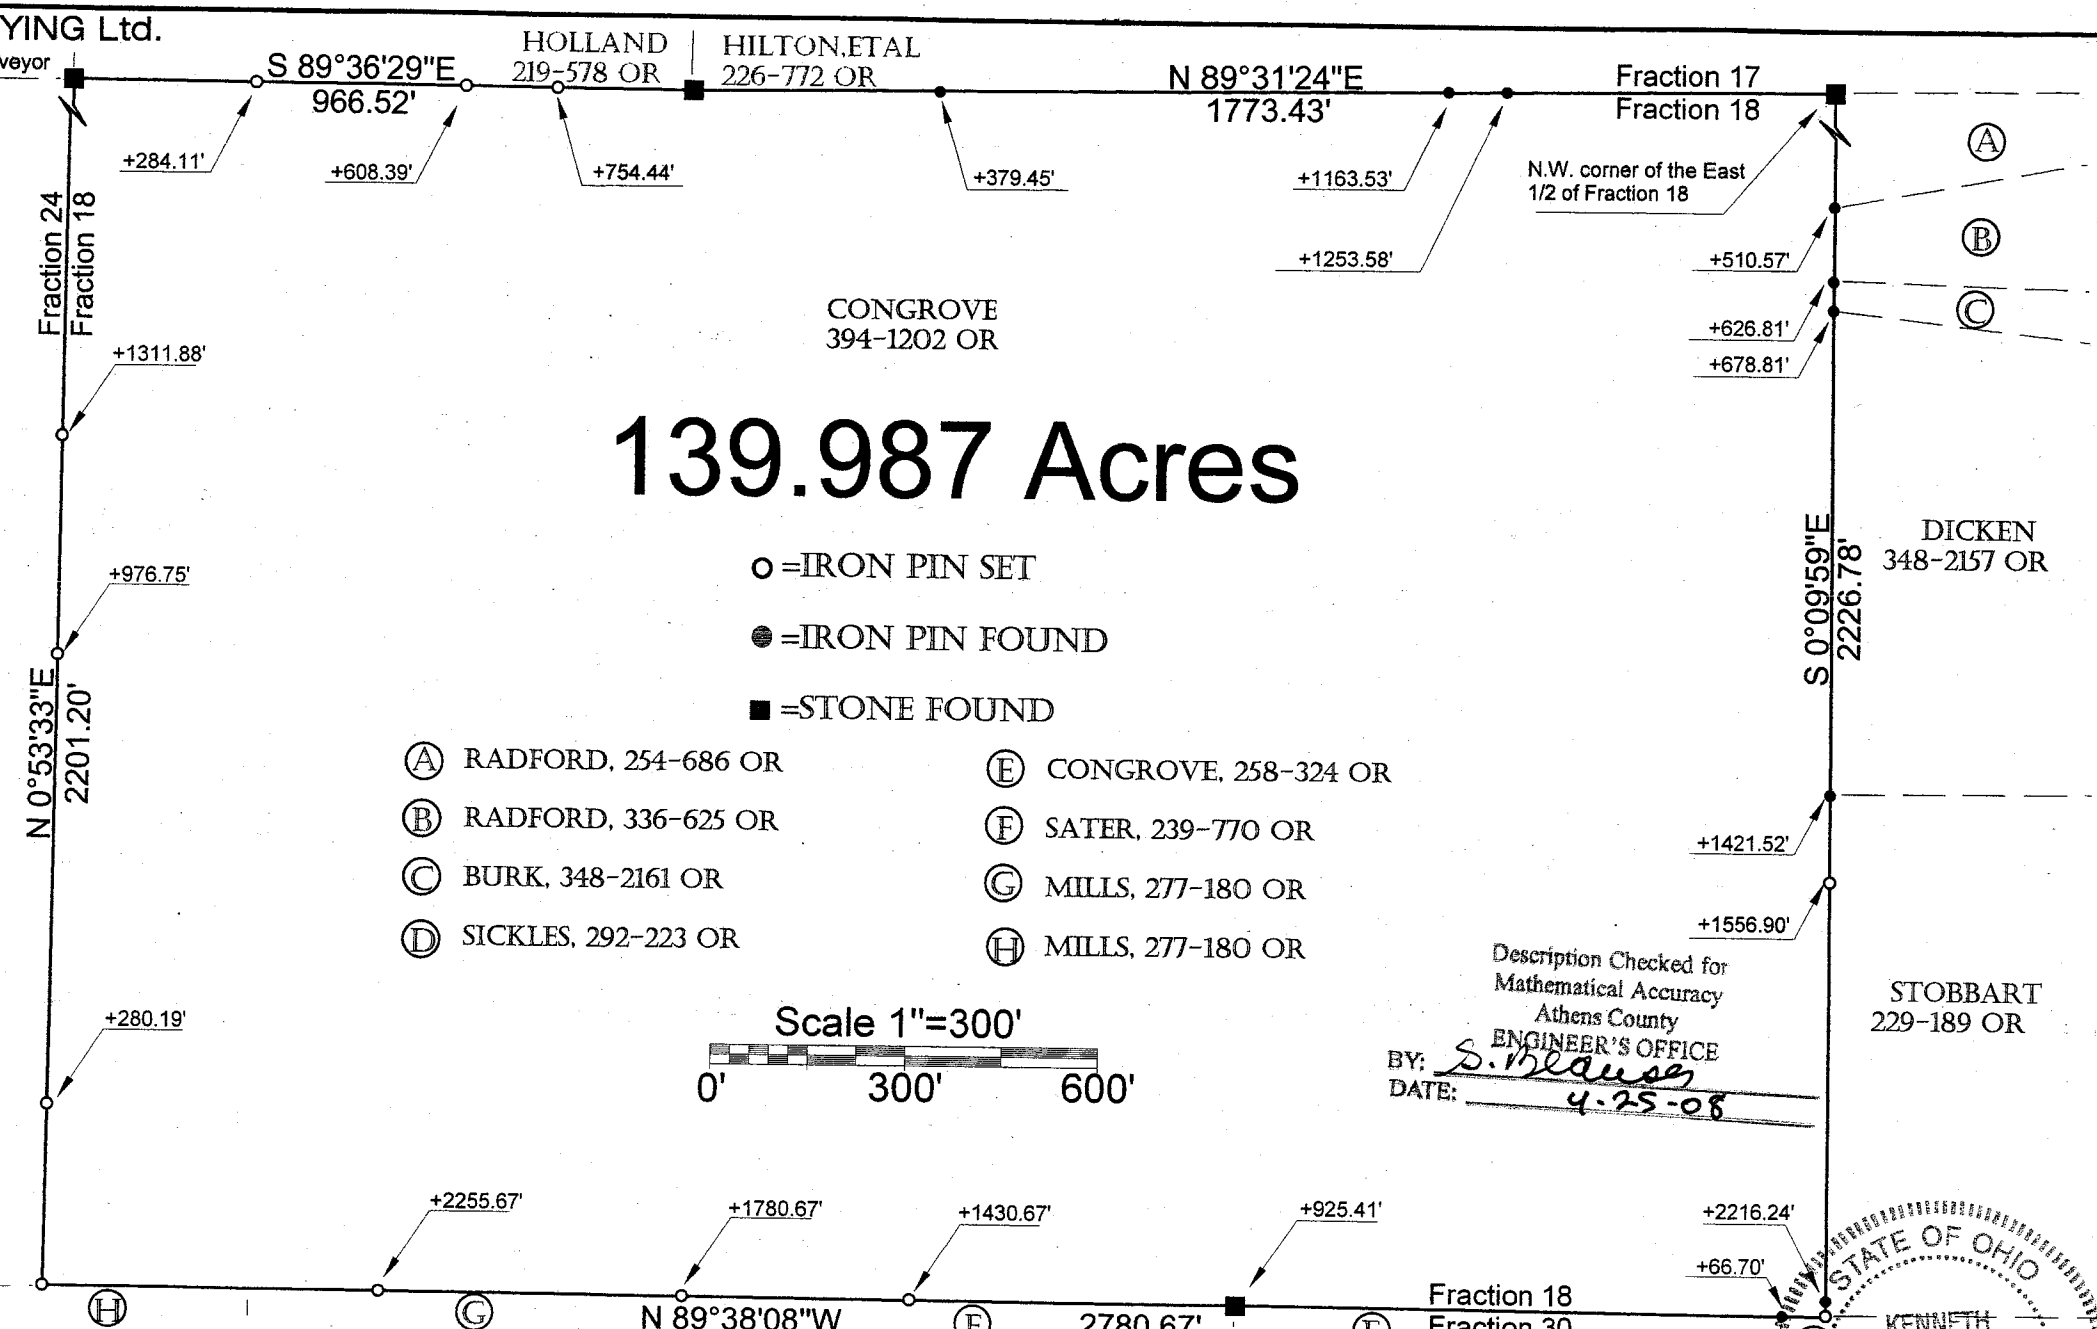 YING Ltd.
veyor
S 89°36'29"E
966.52'
HOLLAND
219-578 OR
HILTON,ETAL
226-772 OR
N 89°31'24"E
1773.43'
Fraction 17
Fraction 18
+284.11'
+608.39'
+754.44'
+379.45'
+1163.53'
N.W. corner of the East
1/2 of Fraction 18
A
Fraction 24
Fraction 18
+1253.58'
+510.57'
B
CONGROVE
394-1202 OR
+626.81'
C
+1311.88'
+678.81'
139.987 Acres
DICKEN
348-2157 OR
S 0°09'59"E
2226.78'
=IRON PIN SET
+976.75'
=IRON PIN FOUND
N 0°53'33"E
2201.20'
=STONE FOUND
A RADFORD, 254-686 OR
B RADFORD, 336-625 OR
C BURK, 348-2161 OR
D SICKLES, 292-223 OR
E CONGROVE, 258-324 OR
F SATER, 239-770 OR
G MILLS, 277-180 OR
H MILLS, 277-180 OR
+1421.52'
+1556.90'
Description Checked for
Mathematical Accuracy
Athens County
ENGINEER'S OFFICE
BY: S.
DATE: 4-25-08
STOBBART
229-189 OR
+280.19'
Scale 1"=300'
0' 300' 600'
+2255.67'
+1780.67'
+1430.67'
+925.41'
+2216.24'
+66.70'
STATE OF OHIO
KENNETH
H
G
N 89°38'08"W
2780.67'
Fraction 18
Fraction 30